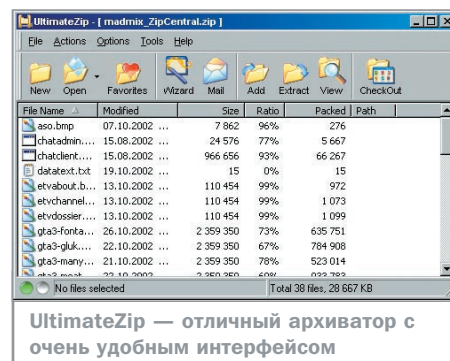 UltimateZip - [ madmix_ZipCentral.zip ]
File Actions Options Tools Help
New Open Favorites Wizard Mail Add Extract View CheckOut
File Name Modified Size Ratio Packed Path
aso.bmp 07.10.2002 ... 7 862 96% 276
chatadmin.... 15.08.2002 ... 24 576 77% 5 667
chatclient.... 15.08.2002 ... 966 656 93% 66 267
datatext.txt 19.10.2002 ... 15 0% 15
etvabout.b... 13.10.2002 ... 110 454 99% 972
etvchannel... 13.10.2002 ... 110 454 99% 1 073
etvdossier.... 13.10.2002 ... 110 454 99% 1 099
gta3-fonta... 26.10.2002 ... 2 359 350 73% 635 751
gta3-gluk.... 22.10.2002 ... 2 359 350 67% 784 908
gta3-many... 21.10.2002 ... 2 359 350 78% 523 014
22.10.2002 ... 2 359 350
No files selected Total 38 files, 28 667 KB
UltimateZip — отличный архиватор с
очень удобным интерфейсом